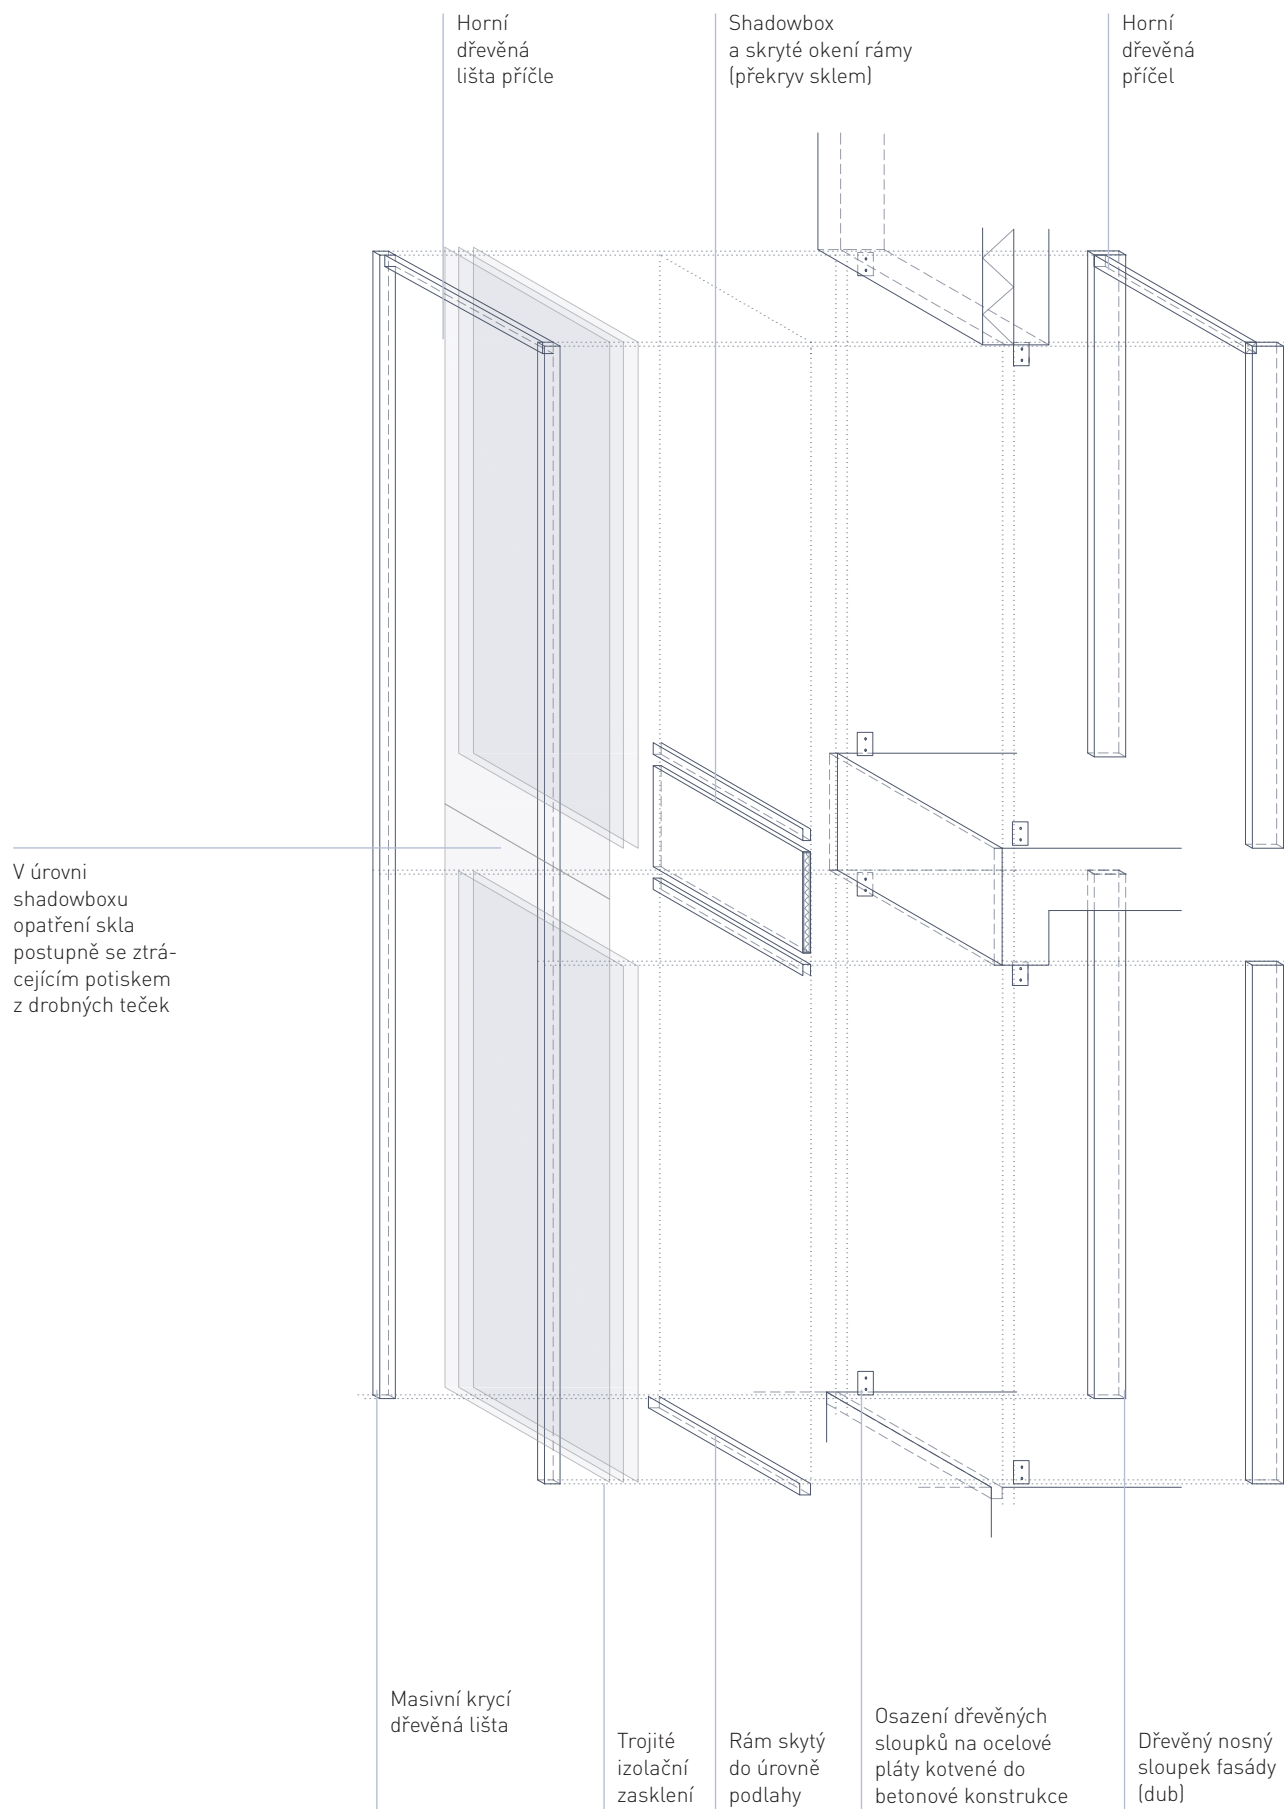 Horní
dřevěná
lišta příčle
Shadowbox
a skryté okení rámy
(překryv sklem)
Horní
dřevěná
příčel
V úrovni
shadowboxu
opatření skla
postupně se ztrá-
cejícím potiskem
z drobných teček
Masivní krycí
dřevěná lišta
Trojité
izolační
zasklení
Rám skytý
do úrovně
podlahy
Osazení dřevěných
sloupků na ocelové
pláty kotvené do
betonové konstrukce
Dřevěný nosný
sloupek fasády
(dub)